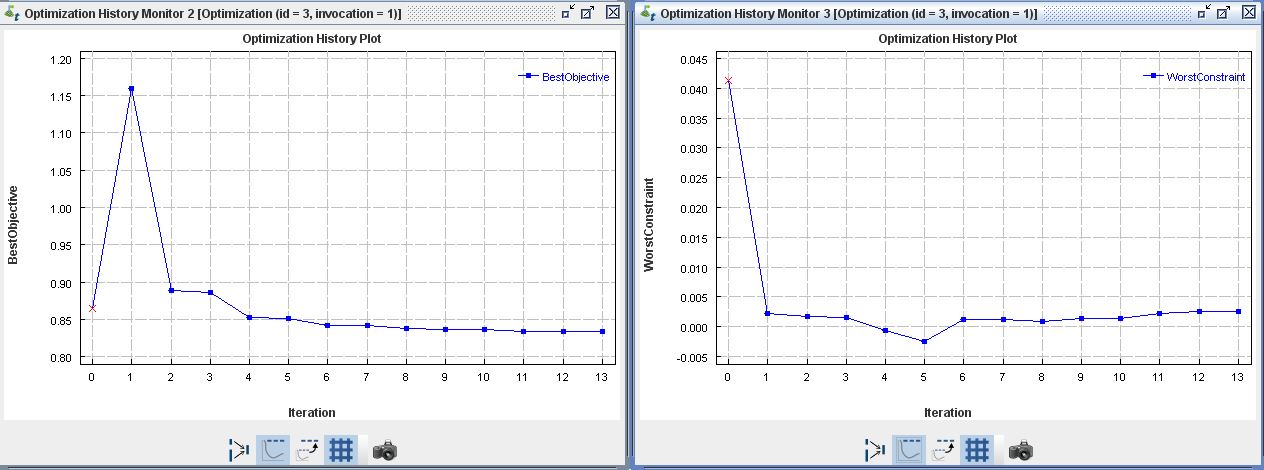 Optimization History Monitor 2 [Optimization (id = 3, invocation = 1)]
Optimization History Plot
BestObjective
1.20
1.15
1.10
1.05
1.00
0.95
0.90
0.85
0.80
BestObjective
0 1 2 3 4 5 6 7 8 9 10 11 12 13
Iteration
Optimization History Monitor 3 [Optimization (id = 3, invocation = 1)]
Optimization History Plot
WorstConstraint
0.045
0.040
0.035
0.030
0.025
0.020
0.015
0.010
0.005
0.000
-0.005
WorstConstraint
0 1 2 3 4 5 6 7 8 9 10 11 12 13
Iteration